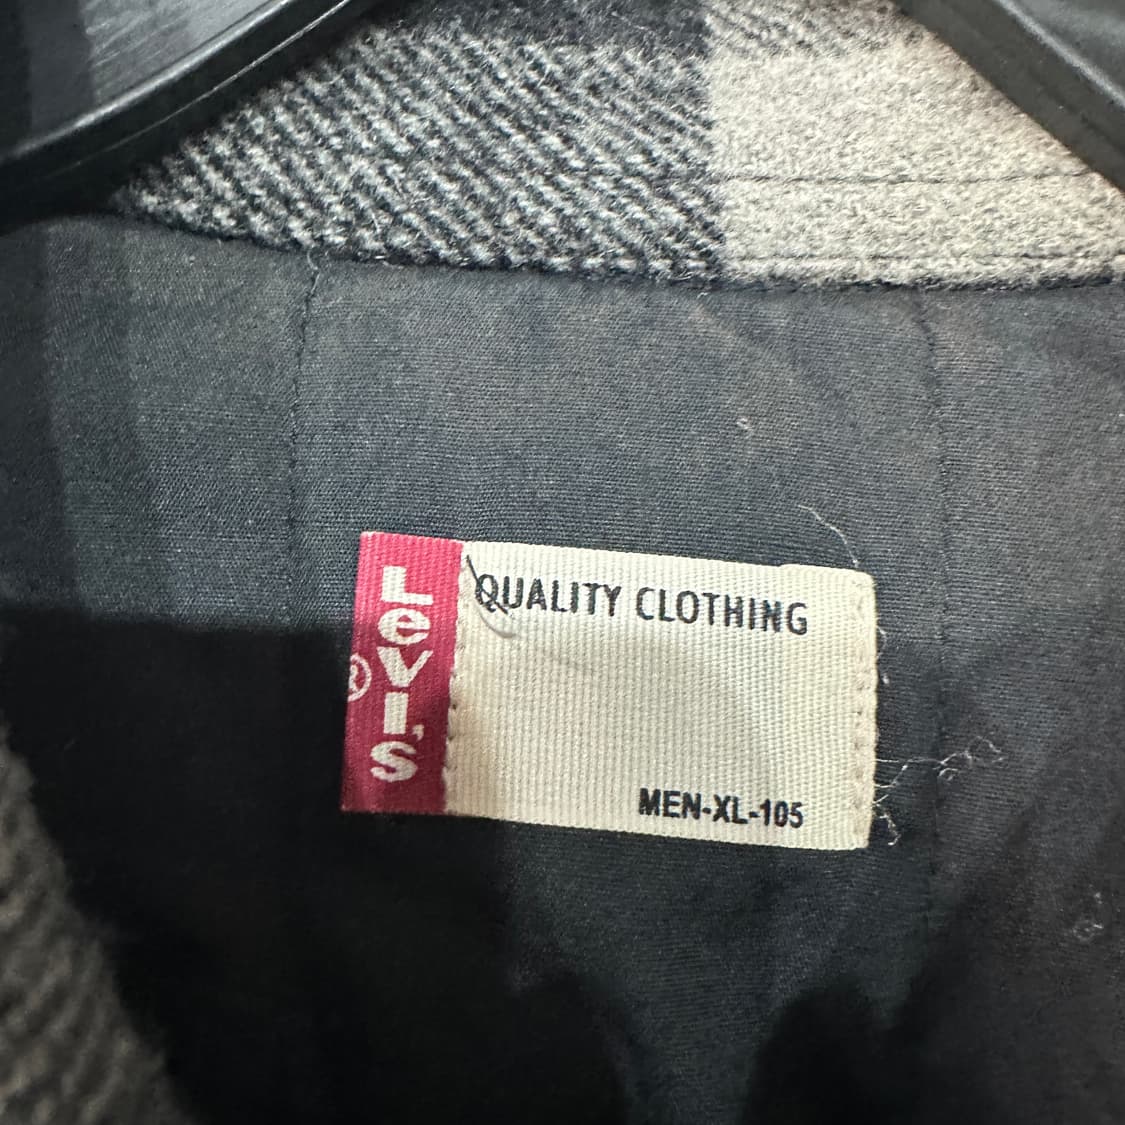 LeVI'S
®
QUALITY CLOTHING
MEN-XL-105